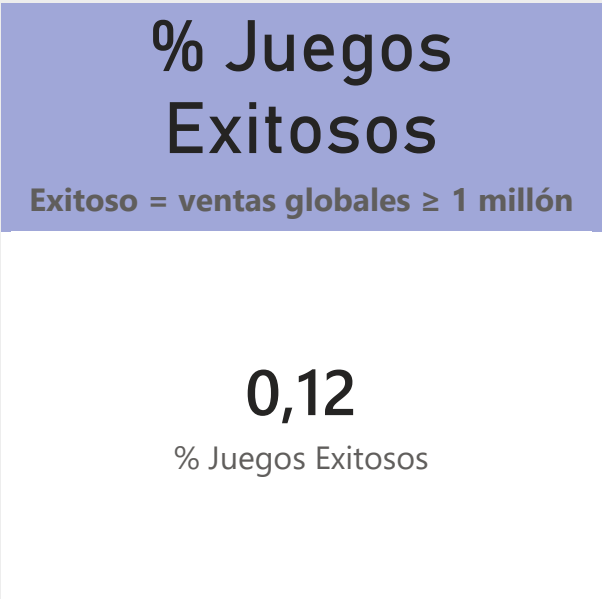 % Juegos
Exitosos
Exitoso = ventas globales ≥ 1 millón
0,12
% Juegos Exitosos